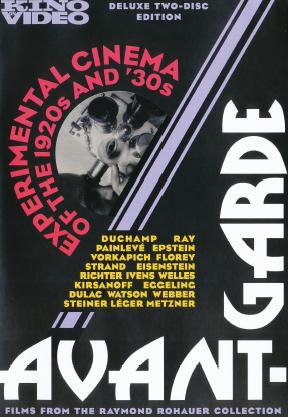 KINO
ON
VIDEO
DELUXE TWO-DISC
EDITION
EXPERIMENTAL CINEMA
OF THE 1920s AND '30s
DUCHAMP RAY
PAINLEVÉ EPSTEIN
VORKAPICH FLOREY
STRAND EISENSTEIN
RICHTER IVENS WELLES
KIRSANOFF EGGELING
DULAC WATSON WEBBER
STEINER LÉGER METZNER
AVANT-
GARDE
FILMS FROM THE RAYMOND ROHAUER COLLECTION